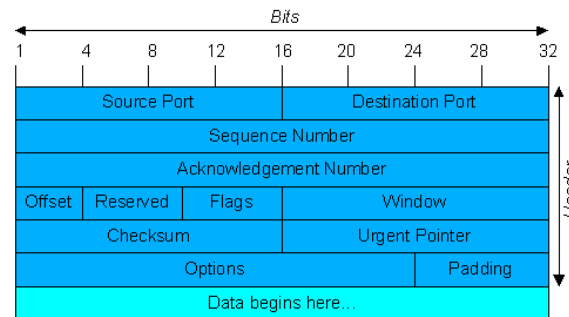 Bits
1 4 8 12 16 20 24 28 32
Source Port Destination Port
Sequence Number
Acknowledgement Number
Offset Reserved Flags Window
Checksum Urgent Pointer
Options Padding
Data begins here...
Header